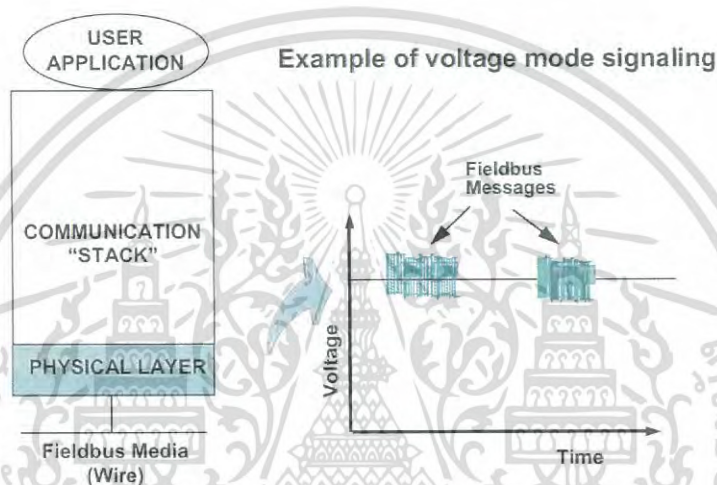 USER
APPLICATION
Example of voltage mode signaling
Fieldbus
Messages
COMMUNICATION
"STACK"
PHYSICAL LAYER
Voltage
Fieldbus Media
(Wire)
Time